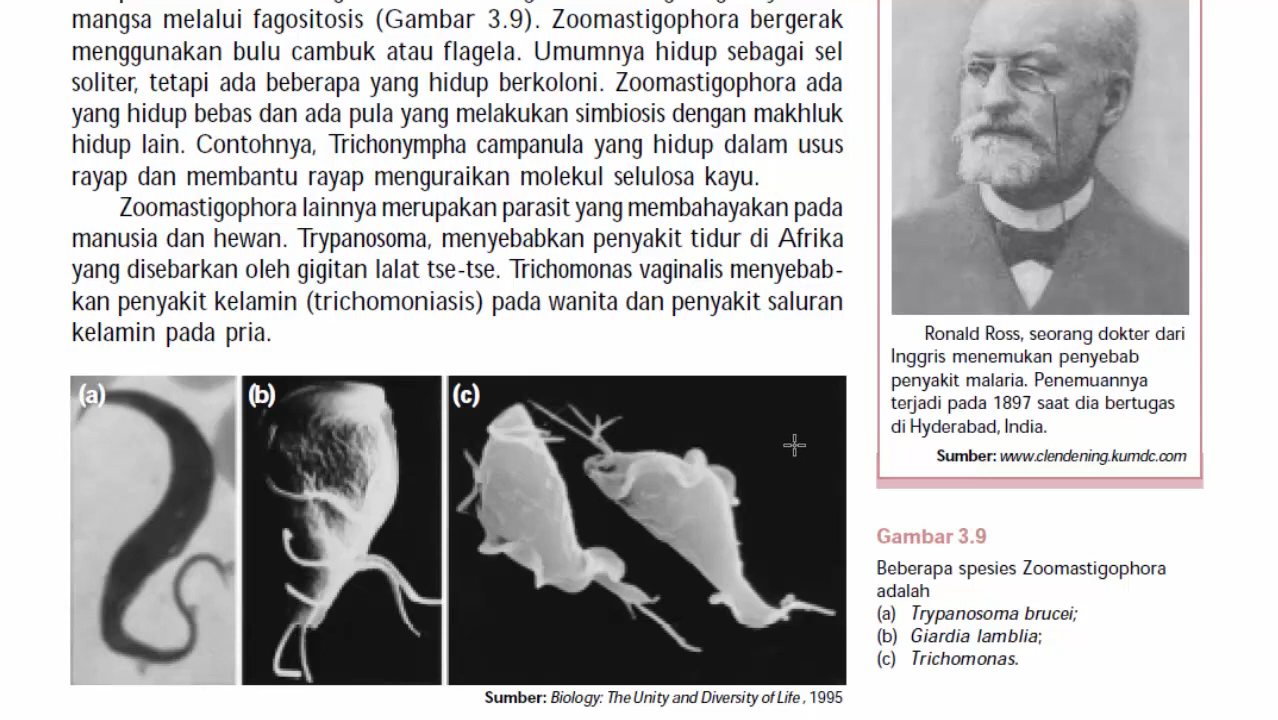 mangsa melalui fagositosis (Gambar 3.9). Zoomastigophora bergerak
menggunakan bulu cambuk atau flagela. Umumnya hidup sebagai sel
soliter, tetapi ada beberapa yang hidup berkoloni. Zoomastigophora ada
yang hidup bebas dan ada pula yang melakukan simbiosis dengan makhluk
hidup lain. Contohnya, Trichonympha campanula yang hidup dalam usus
rayap dan membantu rayap menguraikan molekul selulosa kayu.
Zoomastigophora lainnya merupakan parasit yang membahayakan pada
manusia dan hewan. Trypanosoma, menyebabkan penyakit tidur di Afrika
yang disebarkan oleh gigitan lalat tse-tse. Trichomonas vaginalis menyebab-
kan penyakit kelamin (trichomoniasis) pada wanita dan penyakit saluran
kelamin pada pria.
(a)
(b)
(c)
Sumber: Biology: The Unity and Diversity of Life, 1995
Ronald Ross, seorang dokter dari
Inggris menemukan penyebab
penyakit malaria. Penemuannya
terjadi pada 1897 saat dia bertugas
di Hyderabad, India.
Sumber: www.clendening.kumdc.com
Gambar 3.9
Beberapa spesies Zoomastigophora
adalah
(a) Trypanosoma brucei;
(b) Giardia lamblia;
(c) Trichomonas.